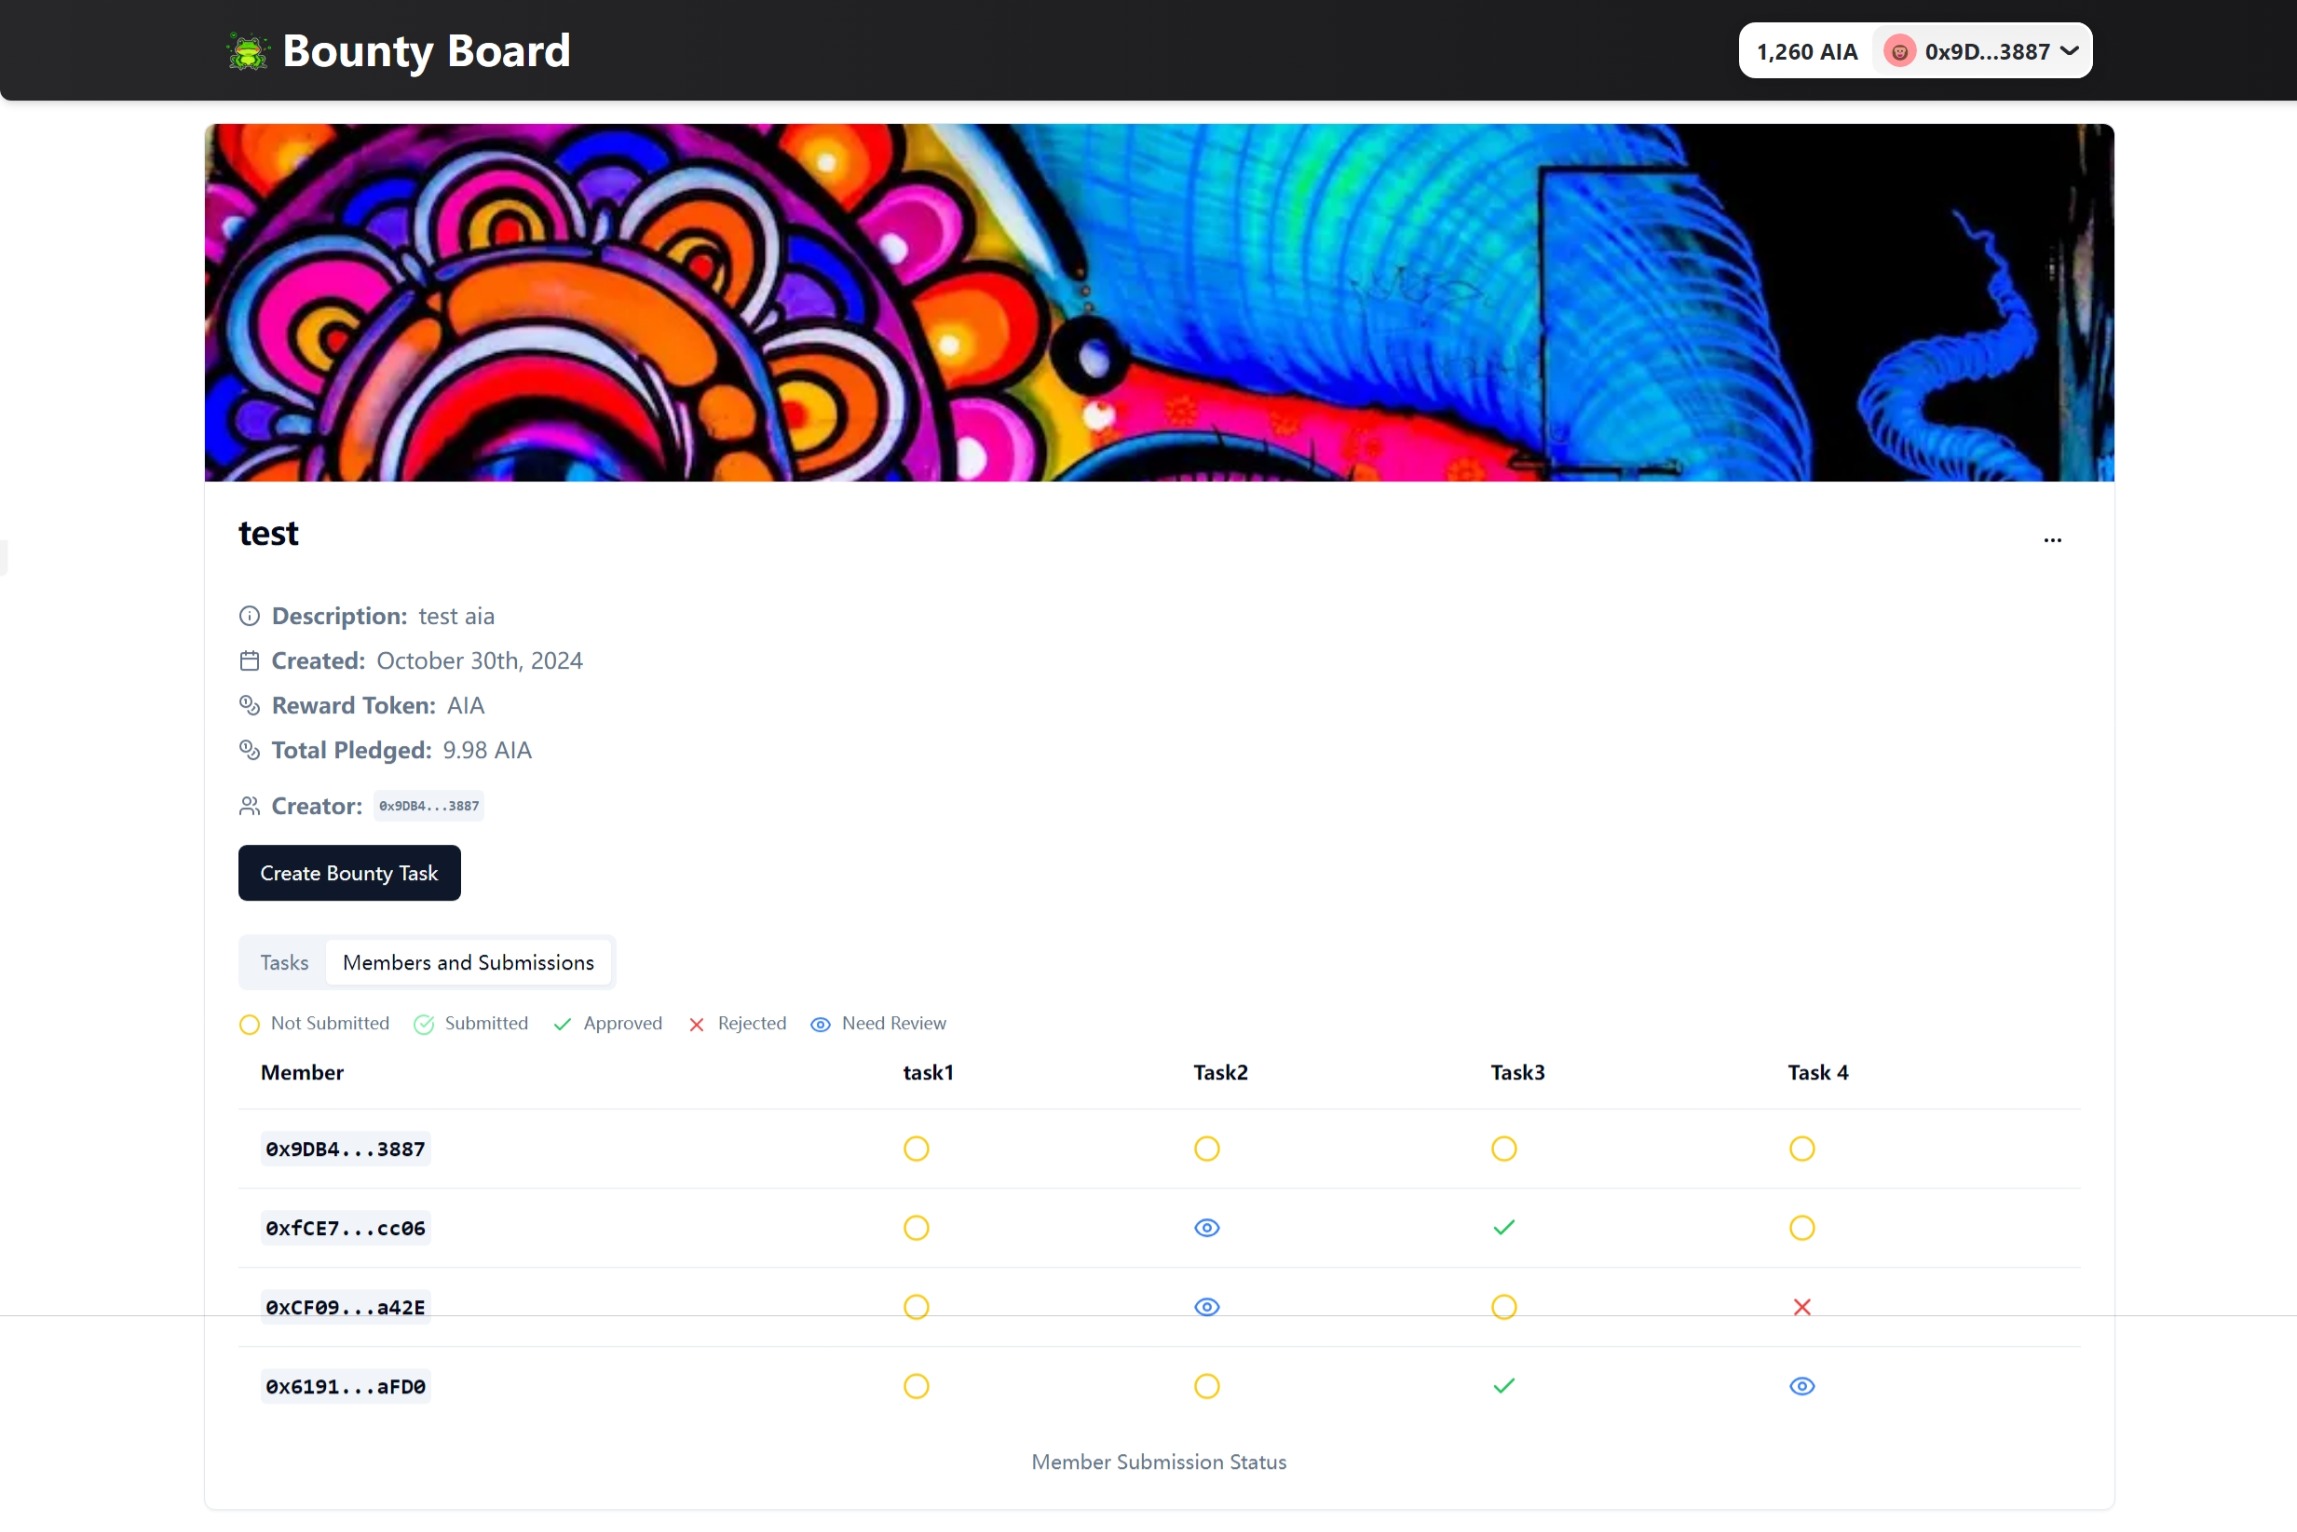 Bounty Board
1,260 AIA 0x9D...3887
test
...
Description: test aia
Created: October 30th, 2024
Reward Token: AIA
Total Pledged: 9.98 AIA
Creator: 0x9DB4...3887
Create Bounty Task
Tasks Members and Submissions
Not Submitted Submitted Approved Rejected Need Review
Member task1 Task2 Task3 Task 4
0x9DB4...3887
0xfCE7...cc06
0xCF09...a42E
0x6191...aFD0
Member Submission Status